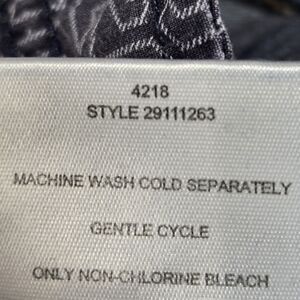 4218
STYLE 29111263
MACHINE WASH COLD SEPARATELY
GENTLE CYCLE
ONLY NON-CHLORINE BLEACH